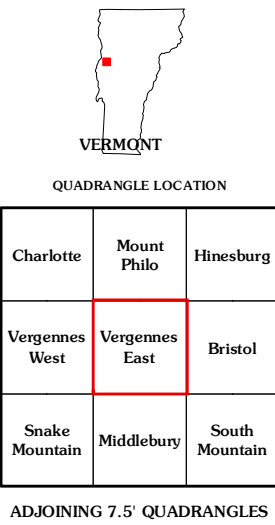 VERMONT
QUADRANGLE LOCATION
Charlotte
Mount
Philo
Hinesburg
Vergennes
West
Vergennes
East
Bristol
Snake
Mountain
Middlebury
South
Mountain
ADJOINING 7.5' QUADRANGLES